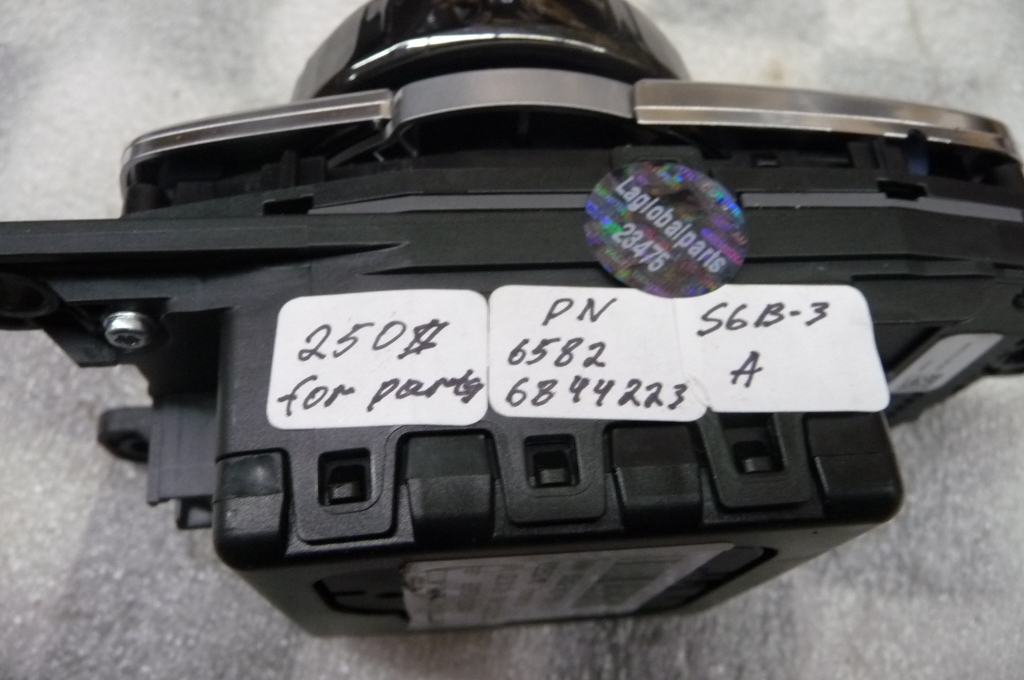 Laglobalparts
23475
250$
for parts
PN
6582
6844223
S6B-3
A